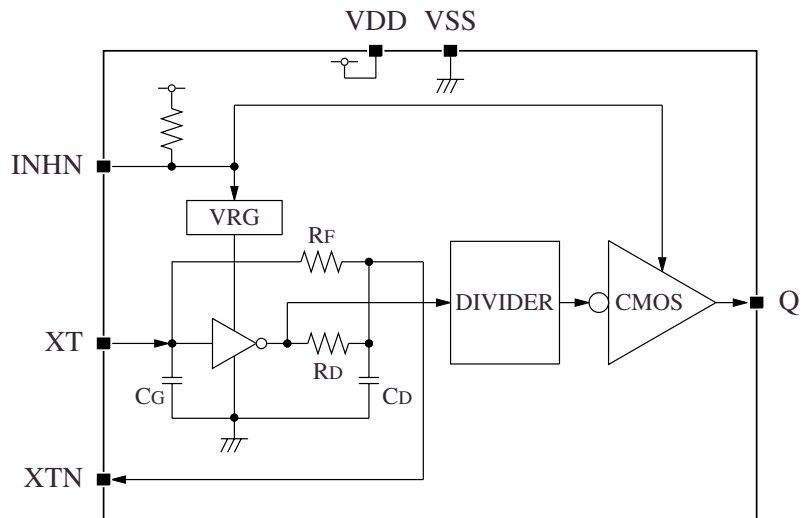 VDD VSS
INHN
VRG
RF
DIVIDER
CMOS
Q
XT
RD
CG
CD
XTN